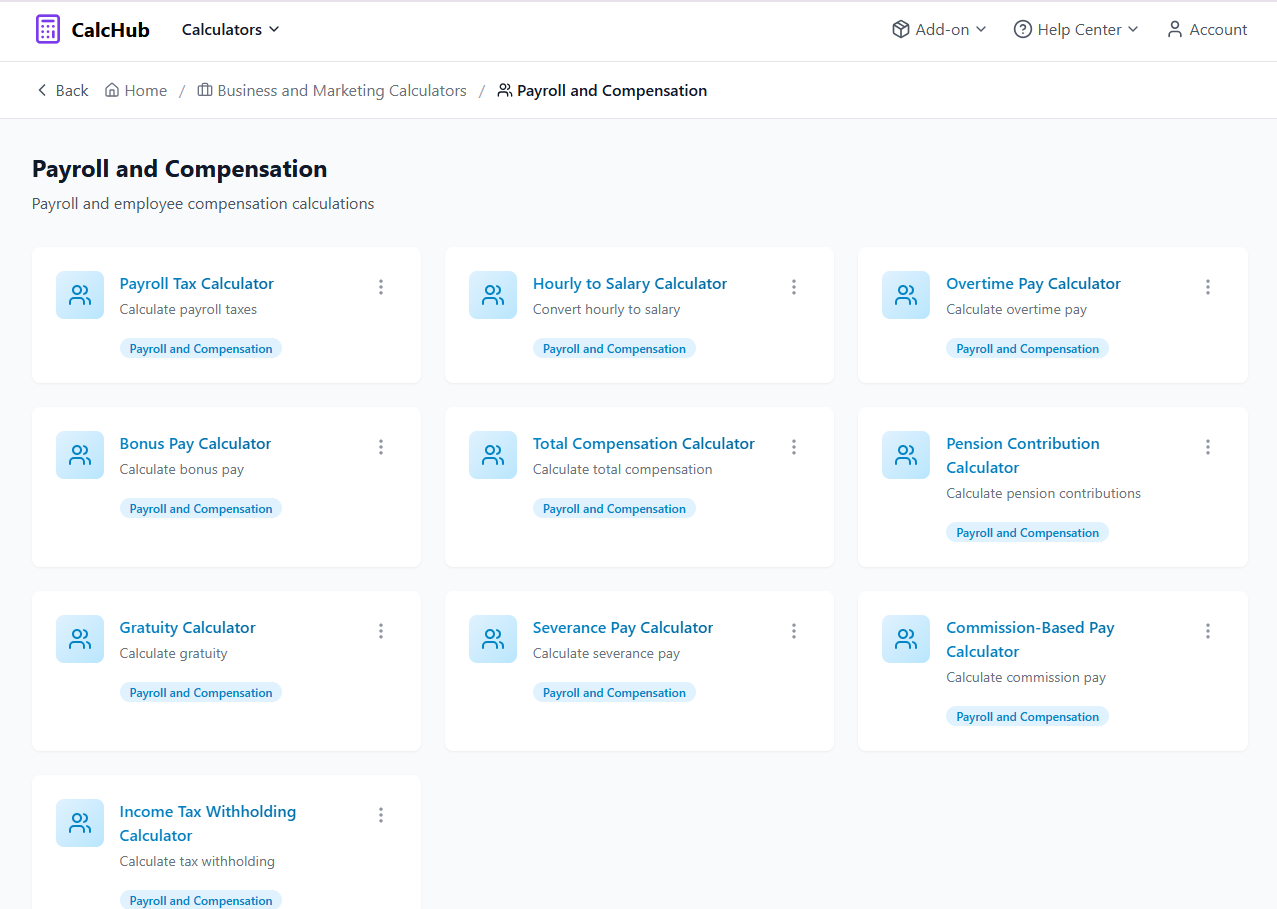 CalcHub Calculators Add-on Help Center Account
Back Home / Business and Marketing Calculators / Payroll and Compensation
Payroll and Compensation
Payroll and employee compensation calculations
Payroll Tax Calculator
Calculate payroll taxes
Payroll and Compensation
Hourly to Salary Calculator
Convert hourly to salary
Payroll and Compensation
Overtime Pay Calculator
Calculate overtime pay
Payroll and Compensation
Bonus Pay Calculator
Calculate bonus pay
Payroll and Compensation
Total Compensation Calculator
Calculate total compensation
Payroll and Compensation
Pension Contribution
Calculator
Calculate pension contributions
Payroll and Compensation
Gratuity Calculator
Calculate gratuity
Payroll and Compensation
Severance Pay Calculator
Calculate severance pay
Payroll and Compensation
Commission-Based Pay
Calculator
Calculate commission pay
Payroll and Compensation
Income Tax Withholding
Calculator
Calculate tax withholding
Payroll and Compensation